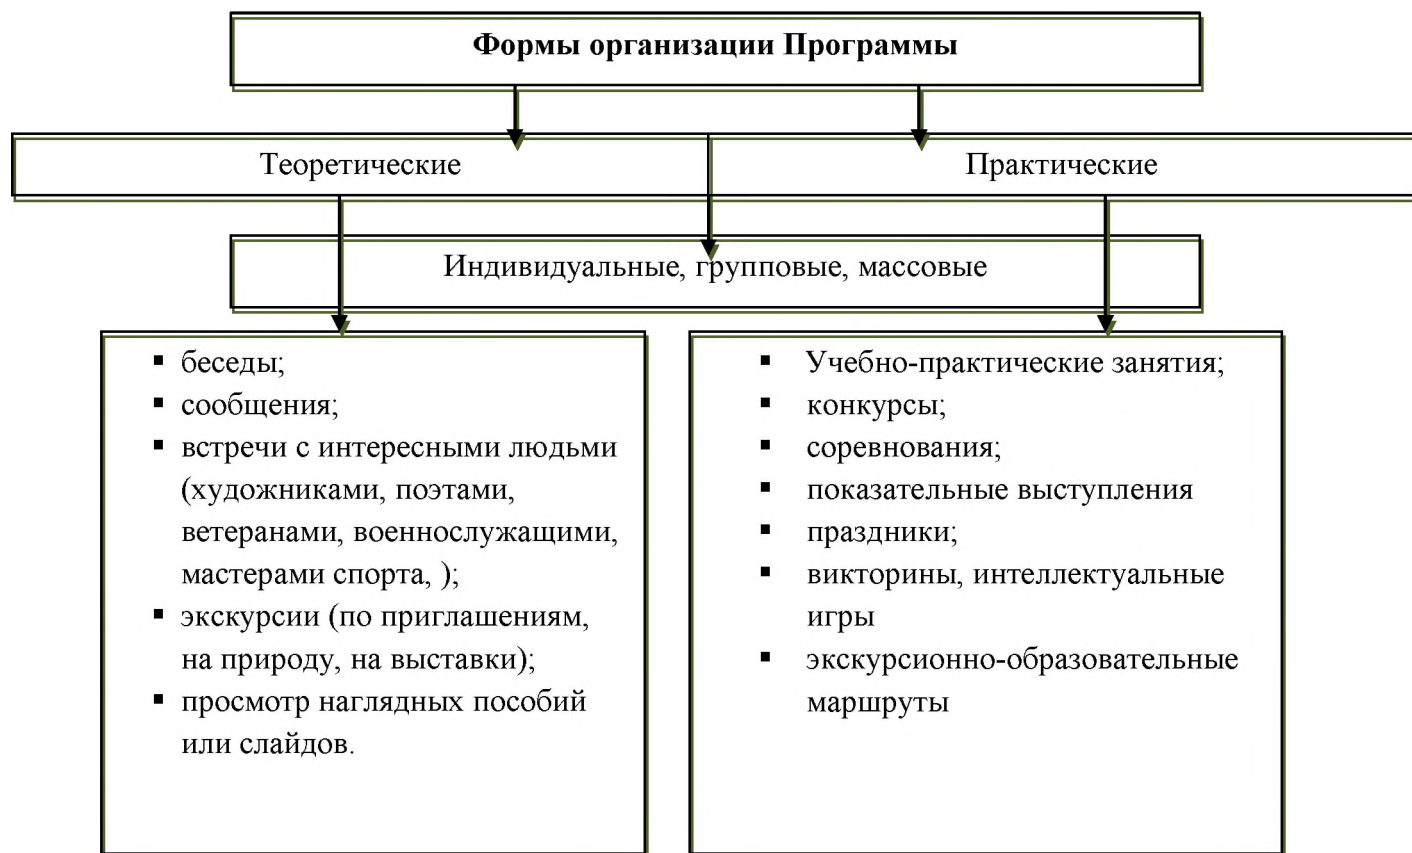 Формы организации Программы
Теоретические
Практические
Индивидуальные, групповые, массовые
▪ беседы;
▪ сообщения;
▪ встречи с интересными людьми
(художниками, поэтами,
ветеранами, военнослужащими,
мастерами спорта, );
▪ экскурсии (по приглашениям,
на природу, на выставки);
▪ просмотр наглядных пособий
или слайдов.
▪ Учебно-практические занятия;
▪ конкурсы;
▪ соревнования;
▪ показательные выступления
▪ праздники;
▪ викторины, интеллектуальные
игры
▪ экскурсионно-образовательные
маршруты